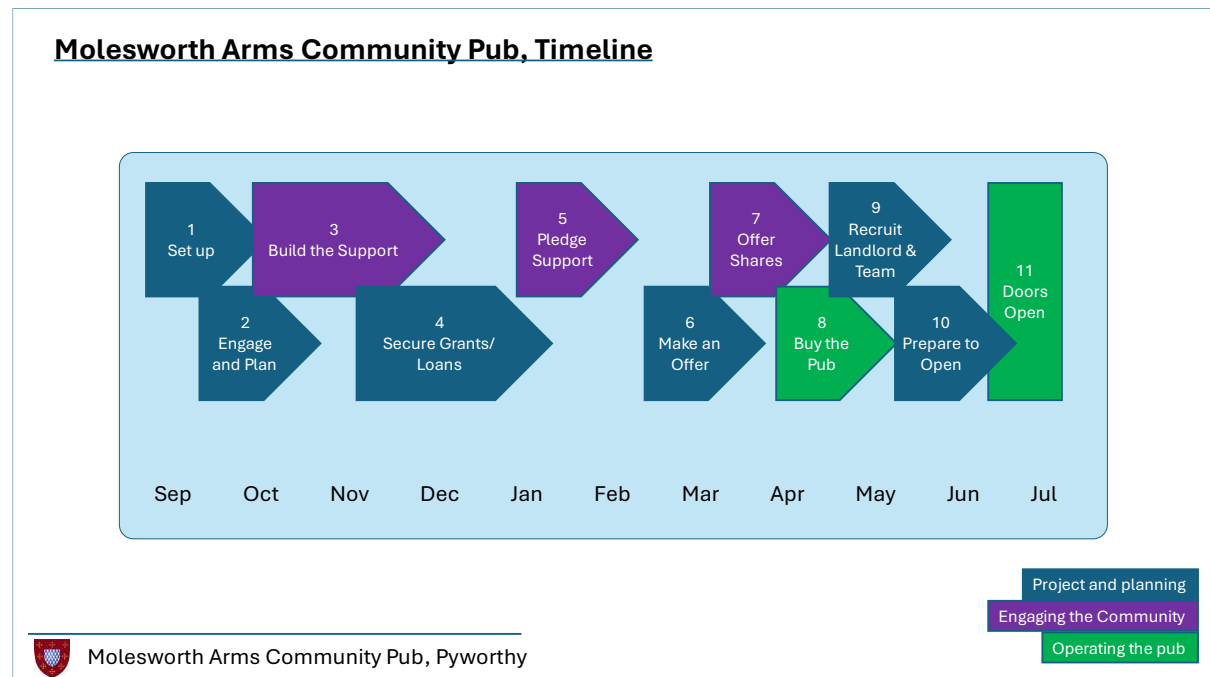 Molesworth Arms Community Pub, Timeline
1
Set up
2
Engage
and Plan
3
Build the Support
4
Secure Grants/
Loans
5
Pledge
Support
6
Make an
Offer
7
Offer
Shares
8
Buy the
Pub
9
Recruit
Landlord &
Team
10
Prepare to
Open
11
Doors
Open
Sep Oct Nov Dec Jan Feb Mar Apr May Jun Jul
Project and planning
Engaging the Community
Operating the pub
Molesworth Arms Community Pub, Pyworthy